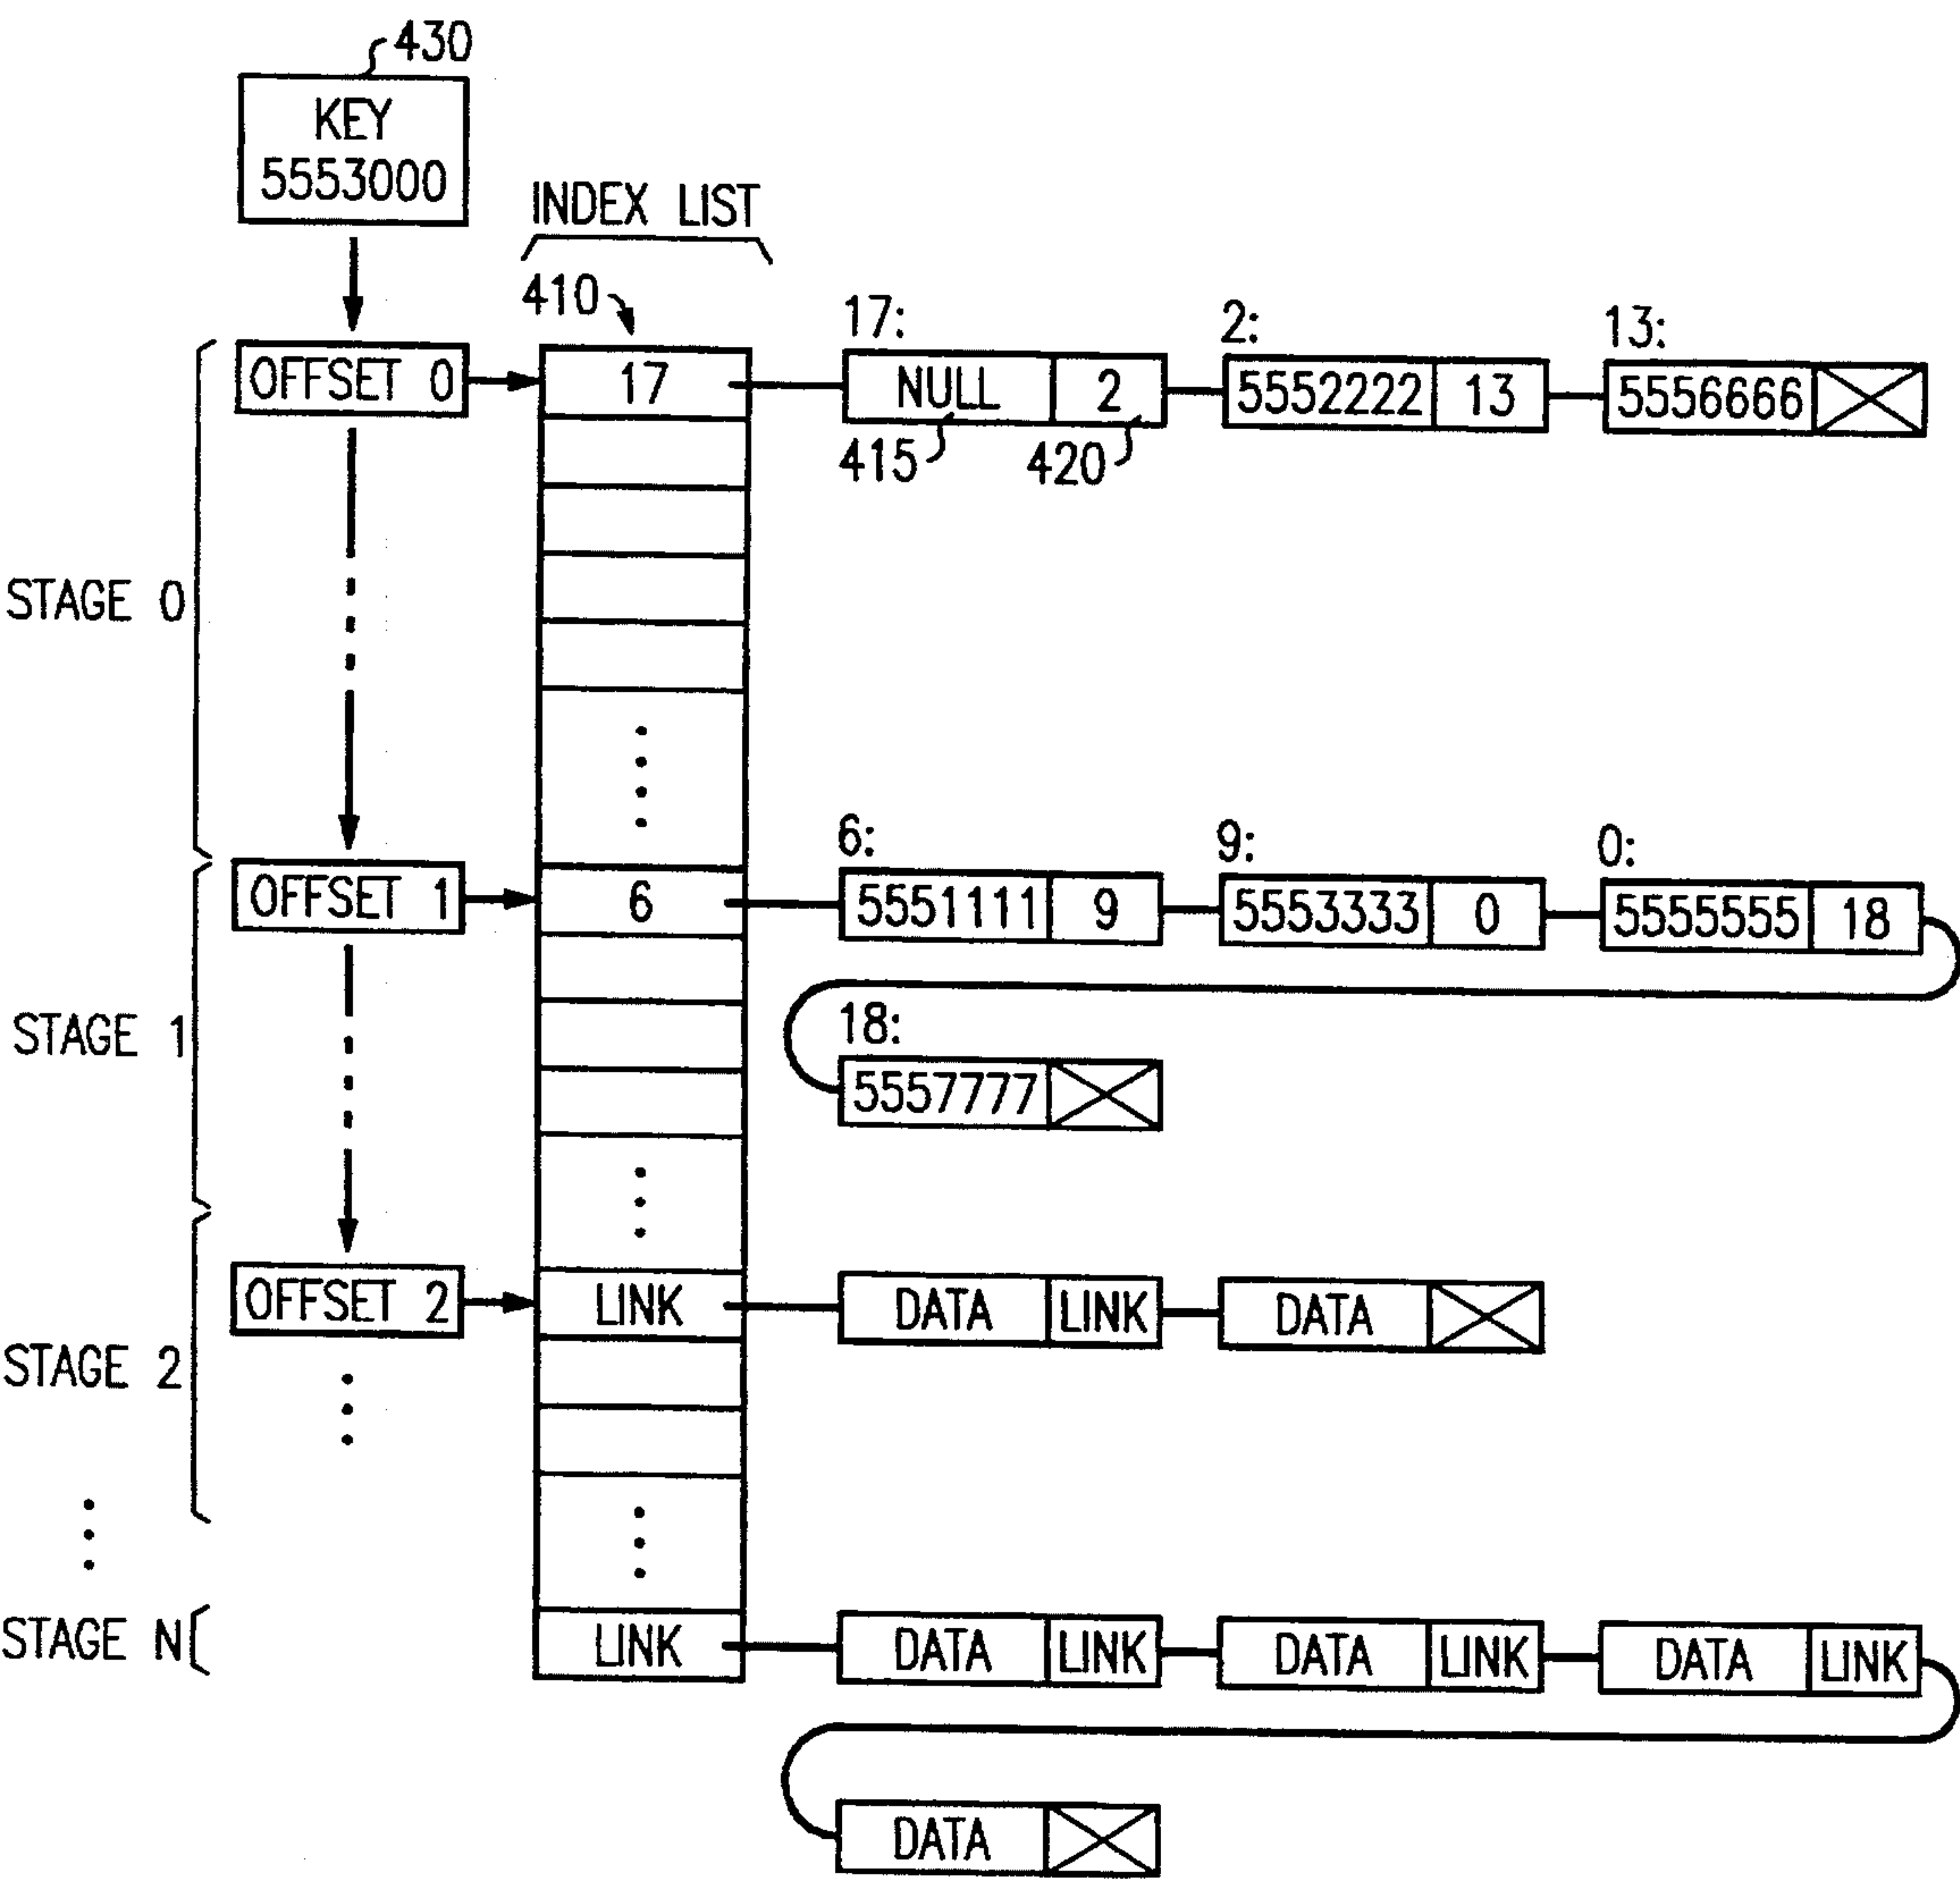 430
KEY
5553000
INDEX LIST
410
17:
2:
13:
OFFSET 0
17
NULL
2
5552222
13
5556666
415
420
STAGE 0
6:
9:
0:
OFFSET 1
6
5551111
9
5553333
0
5555555
18
18:
STAGE 1
5557777
OFFSET 2
LINK
DATA
LINK
DATA
STAGE 2
STAGE N
LINK
DATA
LINK
DATA
LINK
DATA
LINK
DATA